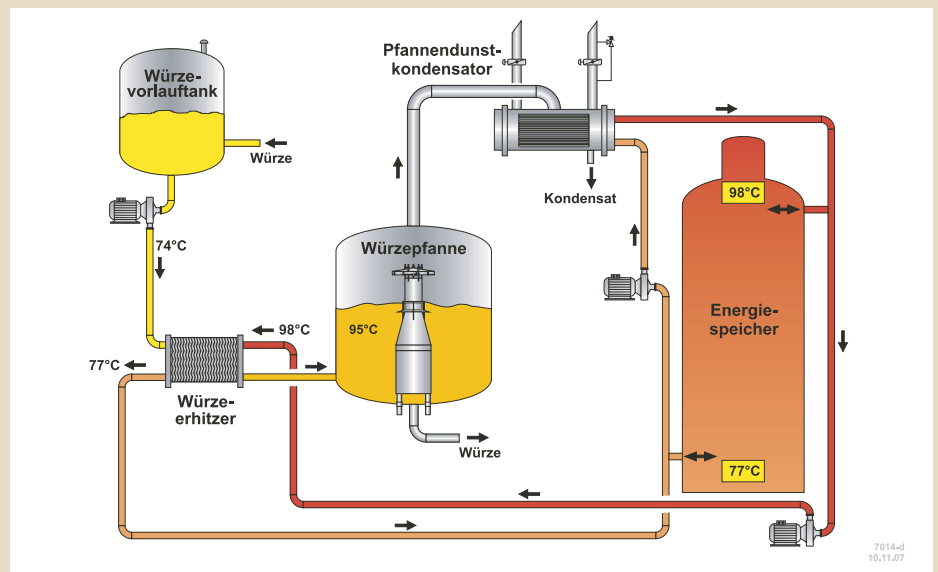 Pfannendunst-
kondensator
Würze-
vorlauftank
Würze
Kondensat
98°C
74°C
Würzepfanne
95°C
Energie-
speicher
98°C
77°C
Würze-
erhitzer
Würze
77°C
7014-d
10.11.07